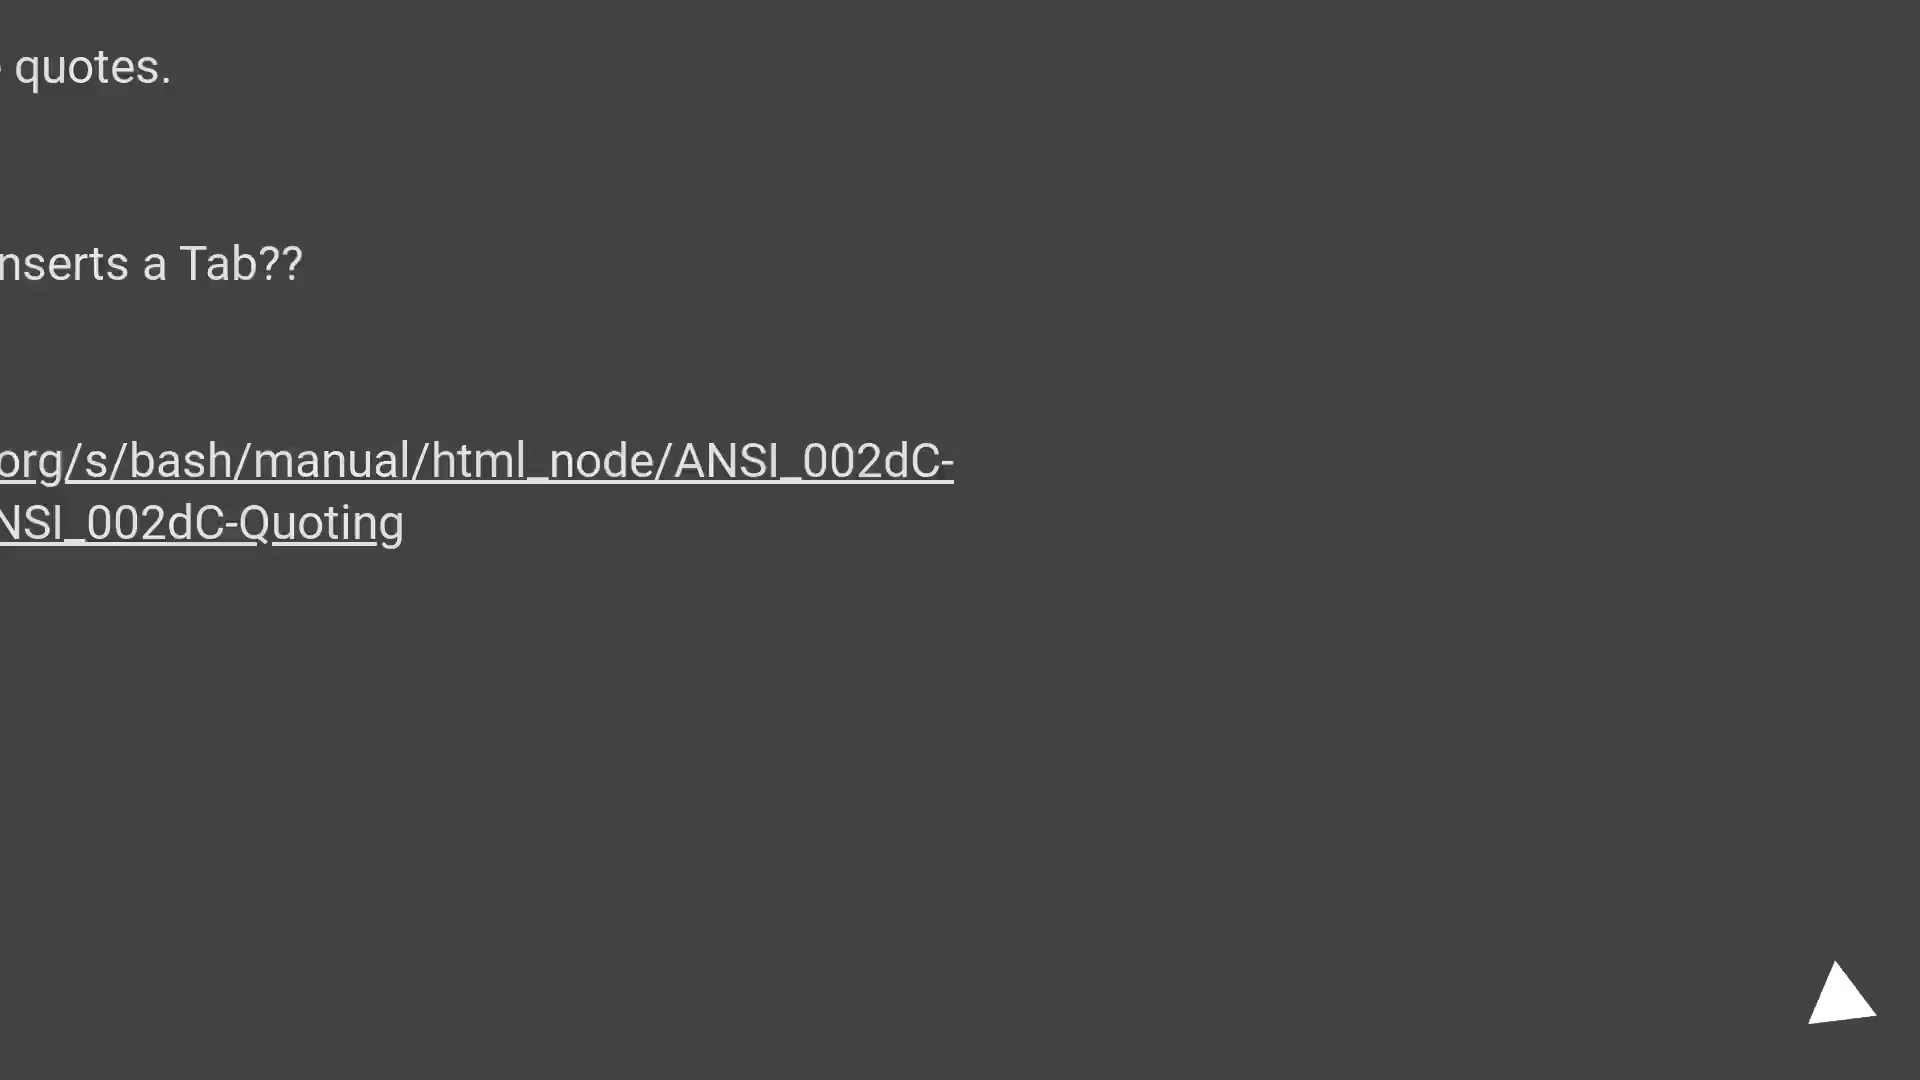 quotes.
nserts a Tab??
org/s/bash/manual/html_node/ANSI_002dC-
NSI_002dC-Quoting